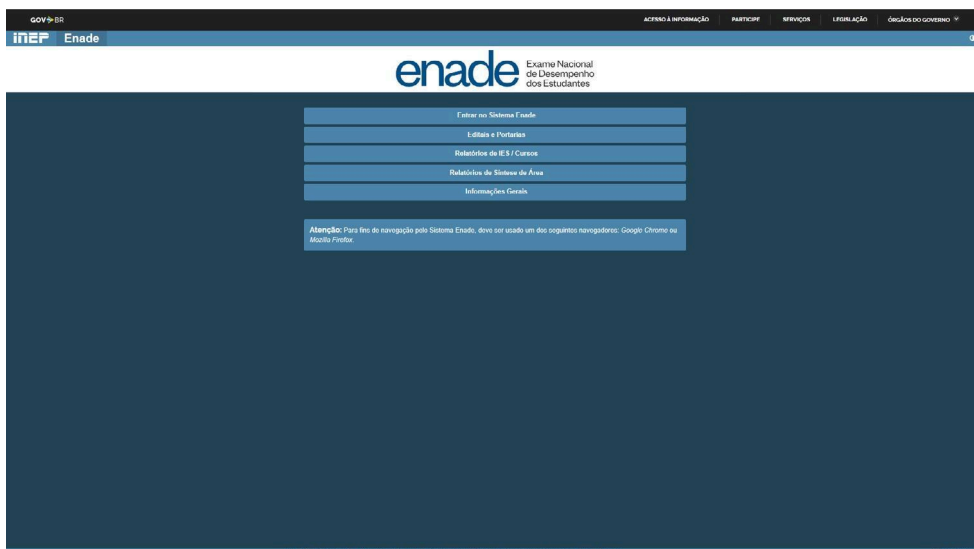 GOV BR
ACESSO À INFORMAÇÃO PARTICIPE SERVIÇOS LEGISLAÇÃO ÓRGÃOS DO GOVERNO
inep Enade
enade Exame Nacional
de Desempenho
dos Estudantes
Entrar no Sistema Enade
Editais e Portarias
Relatórios de IES / Cursos
Relatórios de Síntese de Área
Informações Gerais
Atenção: Para fins de navegação pelo Sistema Enade, deve ser usado um dos seguintes navegadores: Google Chrome ou
Mozilla Firefox.